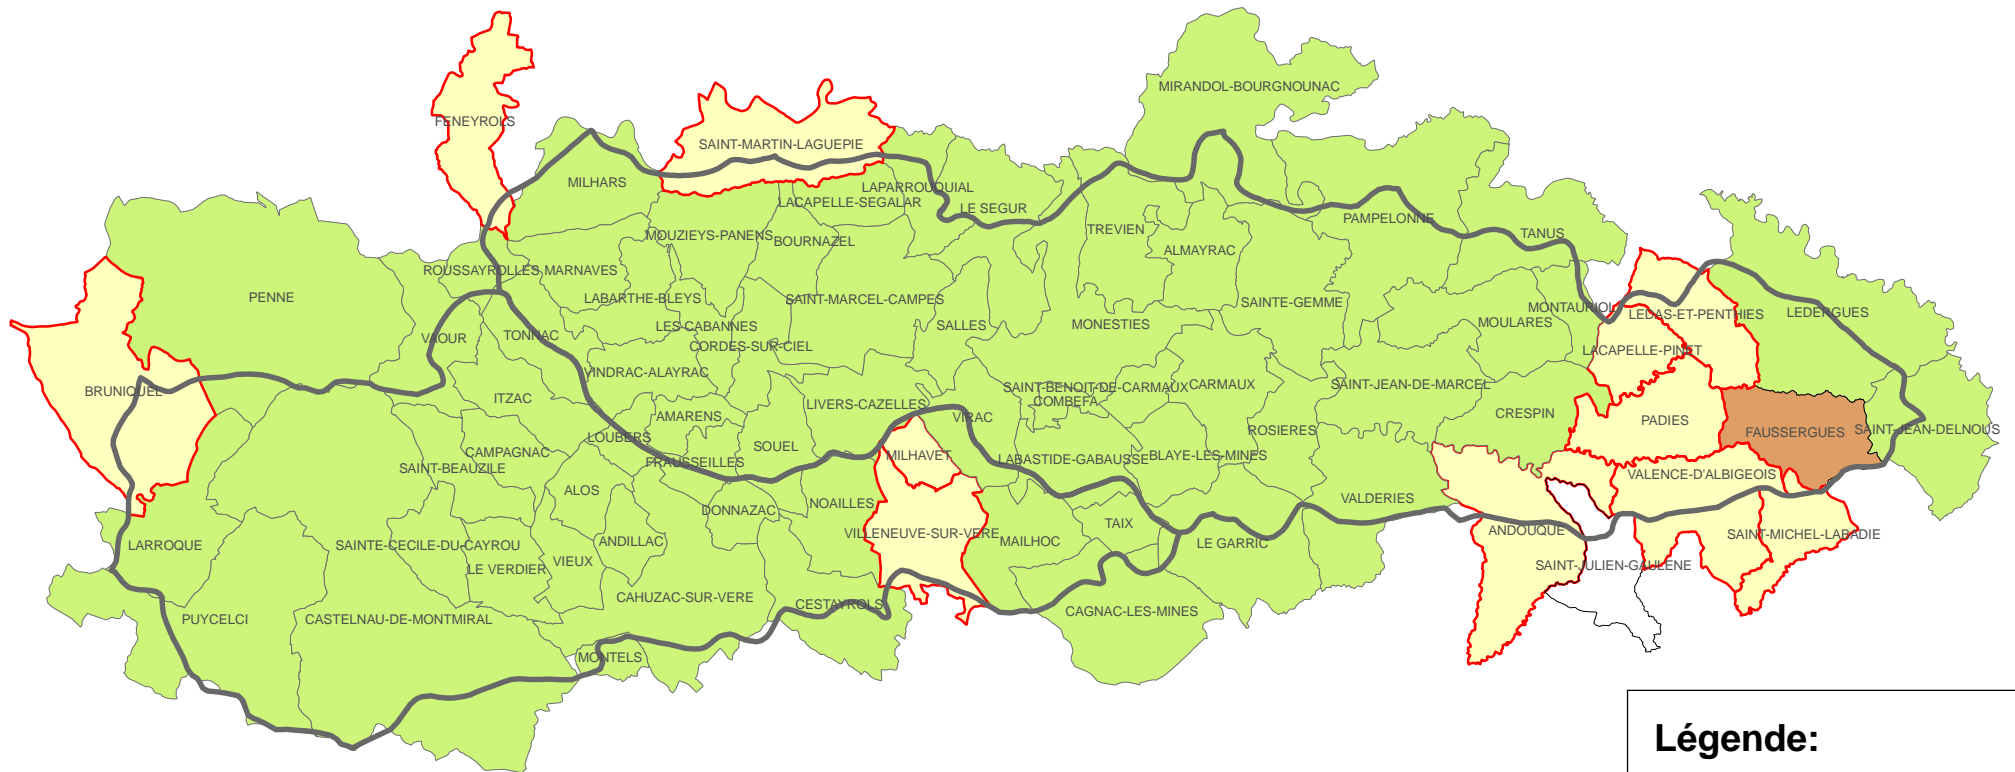 MIRANDOL-BOURGNOUNAC
FENEYROLS
SAINT-MARTIN-LAGUEPIE
MILHARS
LAPARROUQUIAL
LACAPELLE-SEGALAR
LE SEGUR
PAMPELONNE
TREVIEN
TANUS
MOUZIEYS-PANENS
BOURNAZEL
ALMAYRAC
ROUSSAYROLLES
MARNAVES
PENNE
LABARTHE-BLEYS
SAINT-MARCEL-CAMPES
SAINTE-GEMME
MONTAURIOL
LEDAS-ET-PENTHIES
LEDERGUES
LES CABANNES
SALLES
MONESTIES
MOULARES
VAOUR
TONNAC
CORDES-SUR-CIEL
LACAPELLE-PINET
VINDRAC-ALAYRAC
BRUNIQUEL
SAINT-BENOIT-DE-CARMAUX
CARMAUX
SAINT-JEAN-DE-MARCEL
ITZAC
COMBEFA
LIVERS-CAZELLES
CRESPIN
AMARENS
VIRAC
PADIES
LOUBERS
SOUEL
ROSIERES
FAUSSERGUES
SAINT-JEAN-DELNOUS
CAMPAGNAC
MILHAVET
SAINT-BEAUZILE
FRAUSSEILLES
LABASTIDE-GABAUSSE
BLAYE-LES-MINES
VALENCE-D'ALBIGEOIS
ALOS
NOAILLES
VALDERIES
DONNAZAC
TAIX
ANDOUQUE
VILLENEUVE-SUR-VERE
SAINT-MICHEL-LABADIE
LARROQUE
SAINTE-CECILE-DU-CAYROU
ANDILLAC
MAILHOC
LE GARRIC
VIEUX
LE VERDIER
SAINT-JULIEN-GAULENE
CAHUZAC-SUR-VERE
CESTAYROLS
CAGNAC-LES-MINES
PUYCELCI
CASTELNAU-DE-MONTMIRAL
MONTELS
Légende: